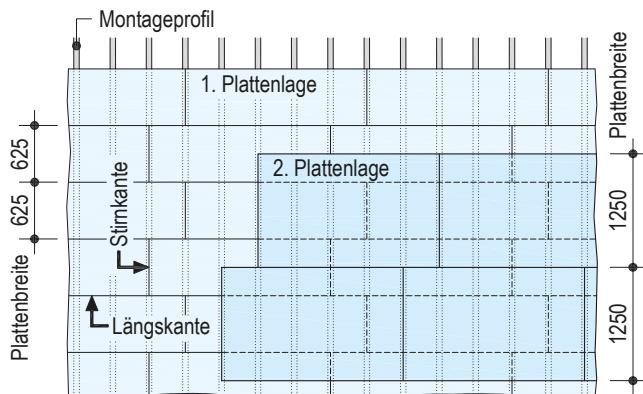 Montageprofil
1. Plattenlage
Plattenbreite
625
2. Plattenlage
625
1250
Stirnkante
Plattenbreite
Längskante
1250